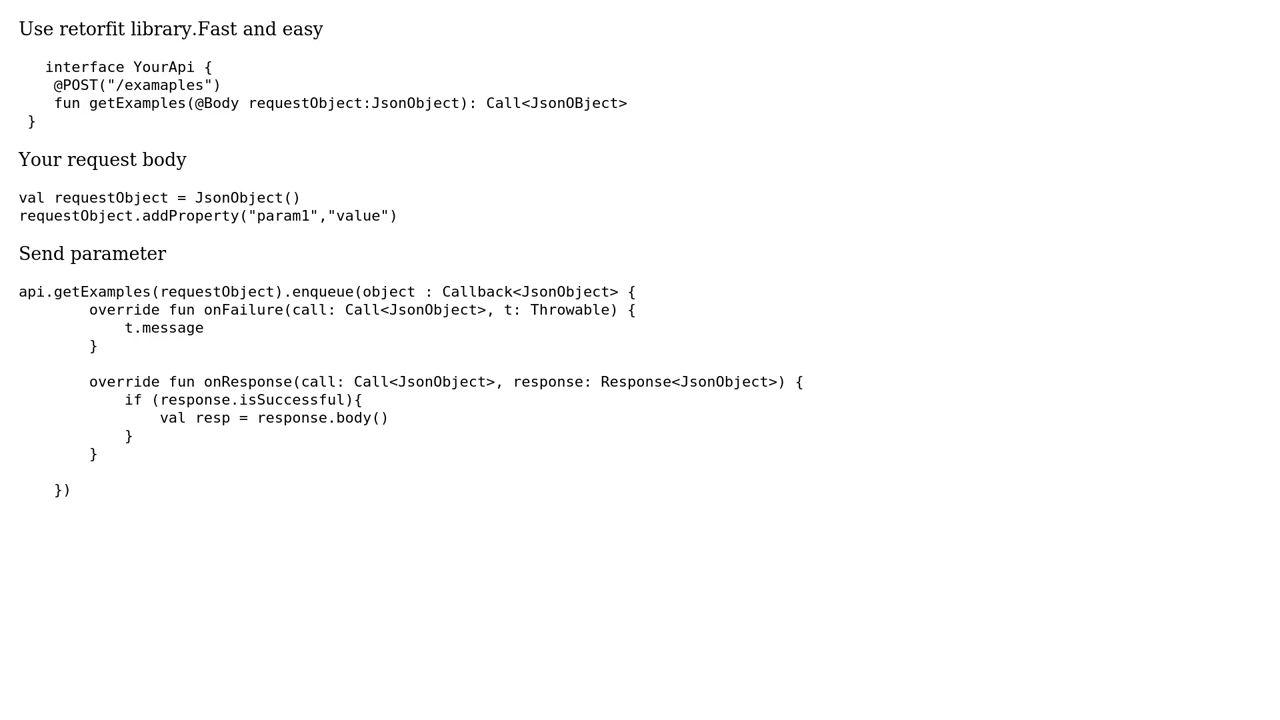 Use retorfit library.Fast and easy
interface YourApi {
@POST("/examaples")
fun getExamples(@Body requestObject:JsonObject): Call<JsonOBject>
}
Your request body
val requestObject = JsonObject()
requestObject.addProperty("param1","value")
Send parameter
api.getExamples(requestObject).enqueue(object : Callback<JsonObject> {
override fun onFailure(call: Call<JsonObject>, t: Throwable) {
t.message
}
override fun onResponse(call: Call<JsonObject>, response: Response<JsonObject>) {
if (response.isSuccessful){
val resp = response.body()
}
}
})